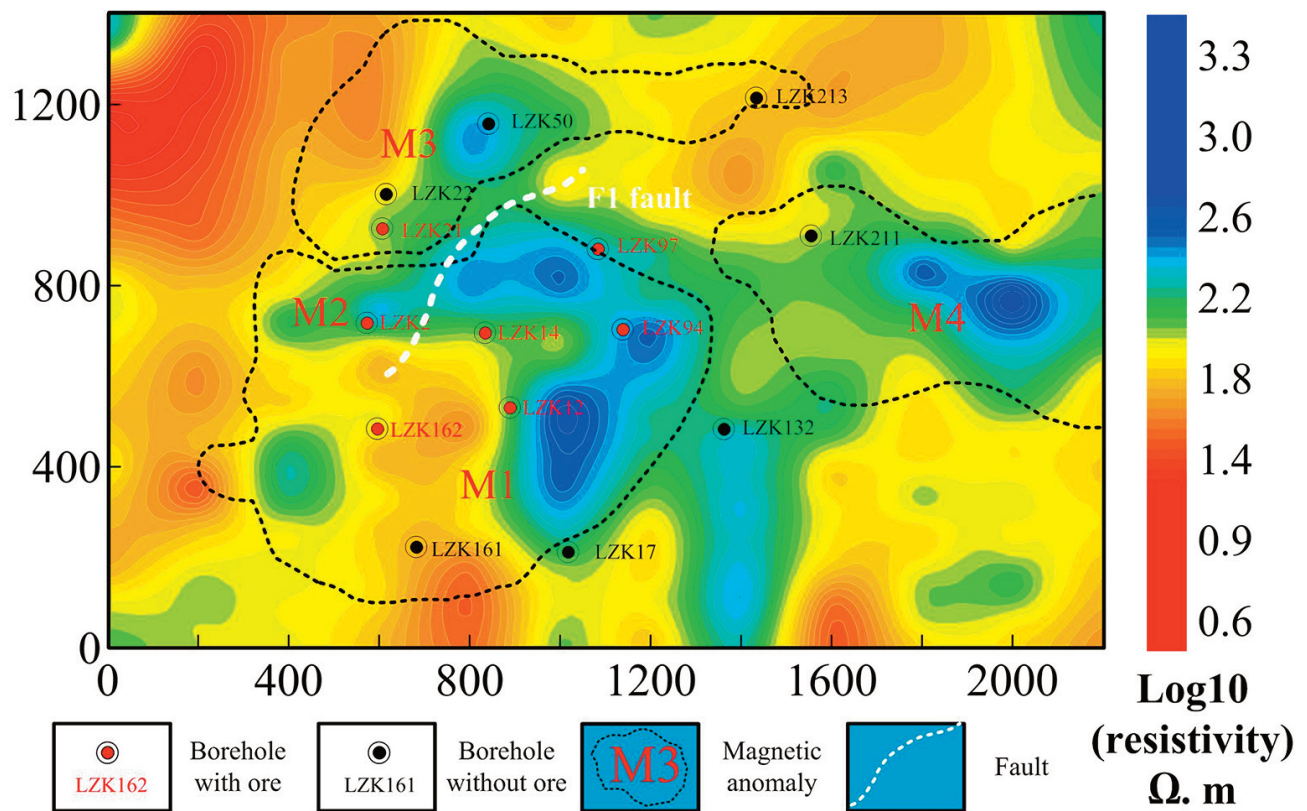 1200
800
400
0
0
400
800
1200
1600
2000
LZK213
LZK50
M3
LZK22
F1 fault
LZK21
LZK211
LZK97
M2
LZK2
LZK14
LZK94
M4
LZK12
LZK162
LZK132
M1
LZK161
LZK17
3.3
3.0
2.6
2.2
1.8
1.4
0.9
0.6
Log10
(resistivity)
Ω. m
LZK162
Borehole
with ore
LZK161
Borehole
without ore
M3
Magnetic
anomaly
Fault